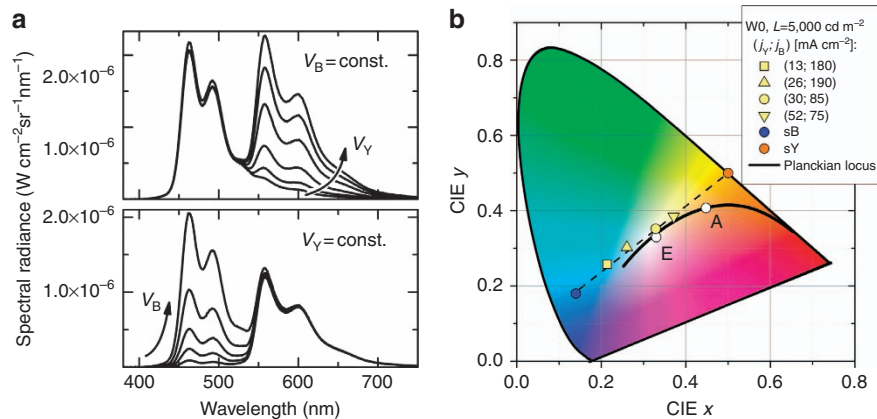 a
Spectral radiance (W cm⁻²sr⁻¹nm⁻¹)
2.0×10⁻⁶
1.0×10⁻⁶
V_B = const.
V_Y
2.0×10⁻⁶
1.0×10⁻⁶
V_Y = const.
V_B
400 500 600 700
Wavelength (nm)
b
CIE y
0.8
0.6
0.4
0.2
0.0
0.0 0.2 0.4 0.6 0.8
CIE x
E
A
W0, L=5,000 cd m⁻²
(j_Y; j_B) [mA cm⁻²]:
(13; 180)
(26; 190)
(30; 85)
(52; 75)
sB
sY
Planckian locus